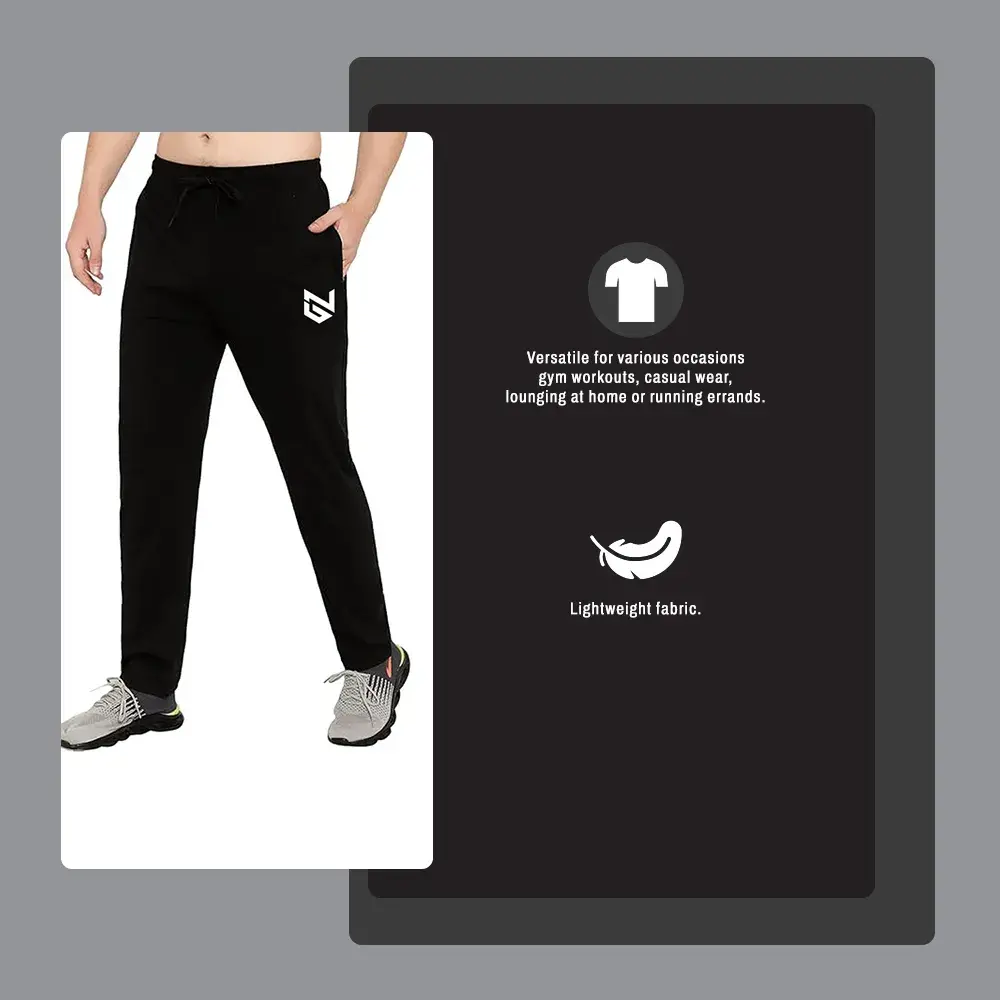 Versatile for various occasions
gym workouts, casual wear,
lounging at home or running errands.
Lightweight fabric.